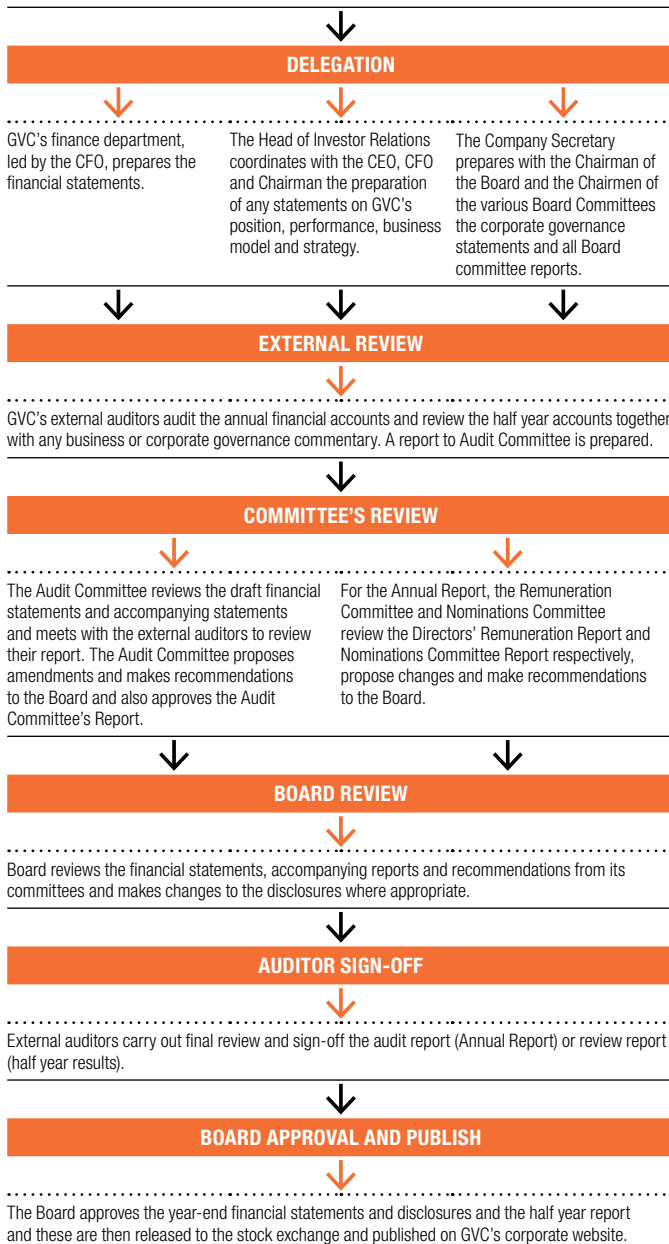 DELEGATION
GVC's finance department,
led by the CFO, prepares the
financial statements.
The Head of Investor Relations
coordinates with the CEO, CFO
and Chairman the preparation
of any statements on GVC's
position, performance, business
model and strategy.
The Company Secretary
prepares with the Chairman of
the Board and the Chairmen of
the various Board Committees
the corporate governance
statements and all Board
committee reports.
EXTERNAL REVIEW
GVC's external auditors audit the annual financial accounts and review the half year accounts together
with any business or corporate governance commentary. A report to Audit Committee is prepared.
COMMITTEE'S REVIEW
The Audit Committee reviews the draft financial
statements and accompanying statements
and meets with the external auditors to review
their report. The Audit Committee proposes
amendments and makes recommendations
to the Board and also approves the Audit
Committee's Report.
For the Annual Report, the Remuneration
Committee and Nominations Committee
review the Directors' Remuneration Report and
Nominations Committee Report respectively,
propose changes and make recommendations
to the Board.
BOARD REVIEW
Board reviews the financial statements, accompanying reports and recommendations from its
committees and makes changes to the disclosures where appropriate.
AUDITOR SIGN-OFF
External auditors carry out final review and sign-off the audit report (Annual Report) or review report
(half year results).
BOARD APPROVAL AND PUBLISH
The Board approves the year-end financial statements and disclosures and the half year report
and these are then released to the stock exchange and published on GVC's corporate website.